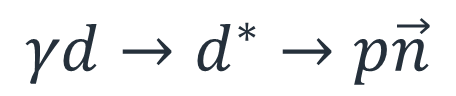 γd → d* → pn⃗